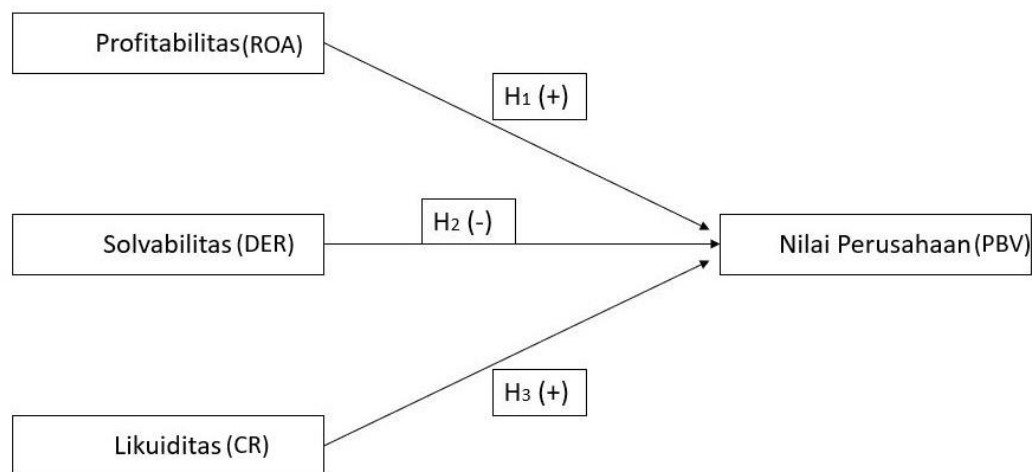 Profitabilitas (ROA)
H1 (+)
Solvabilitas (DER)
H2 (-)
Nilai Perusahaan (PBV)
H3 (+)
Likuiditas (CR)